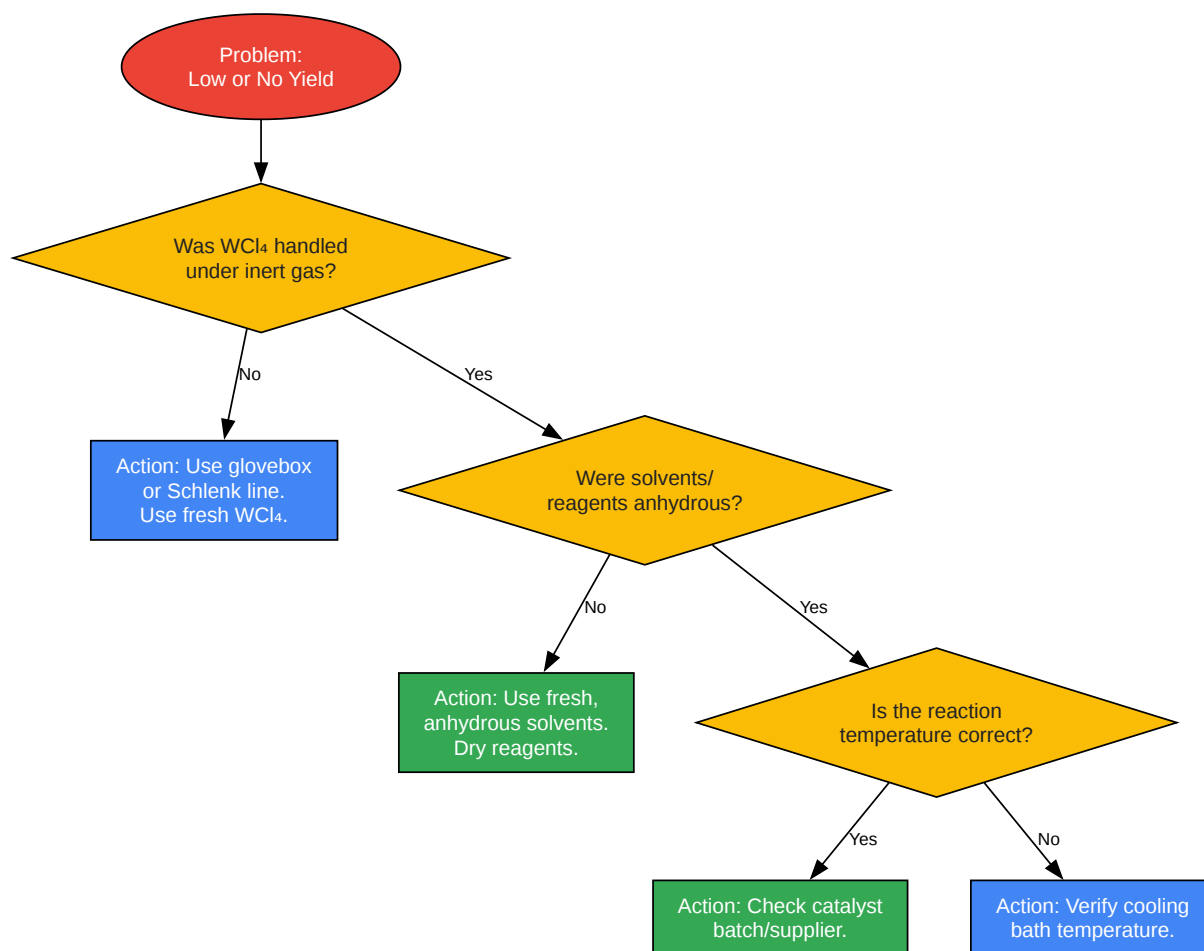 Problem:
Low or No Yield
Was WCl₄ handled
under inert gas?
No
Yes
Action: Use glovebox
or Schlenk line.
Use fresh WCl₄.
Were solvents/
reagents anhydrous?
No
Yes
Action: Use fresh,
anhydrous solvents.
Dry reagents.
Is the reaction
temperature correct?
Yes
No
Action: Check catalyst
batch/supplier.
Action: Verify cooling
bath temperature.